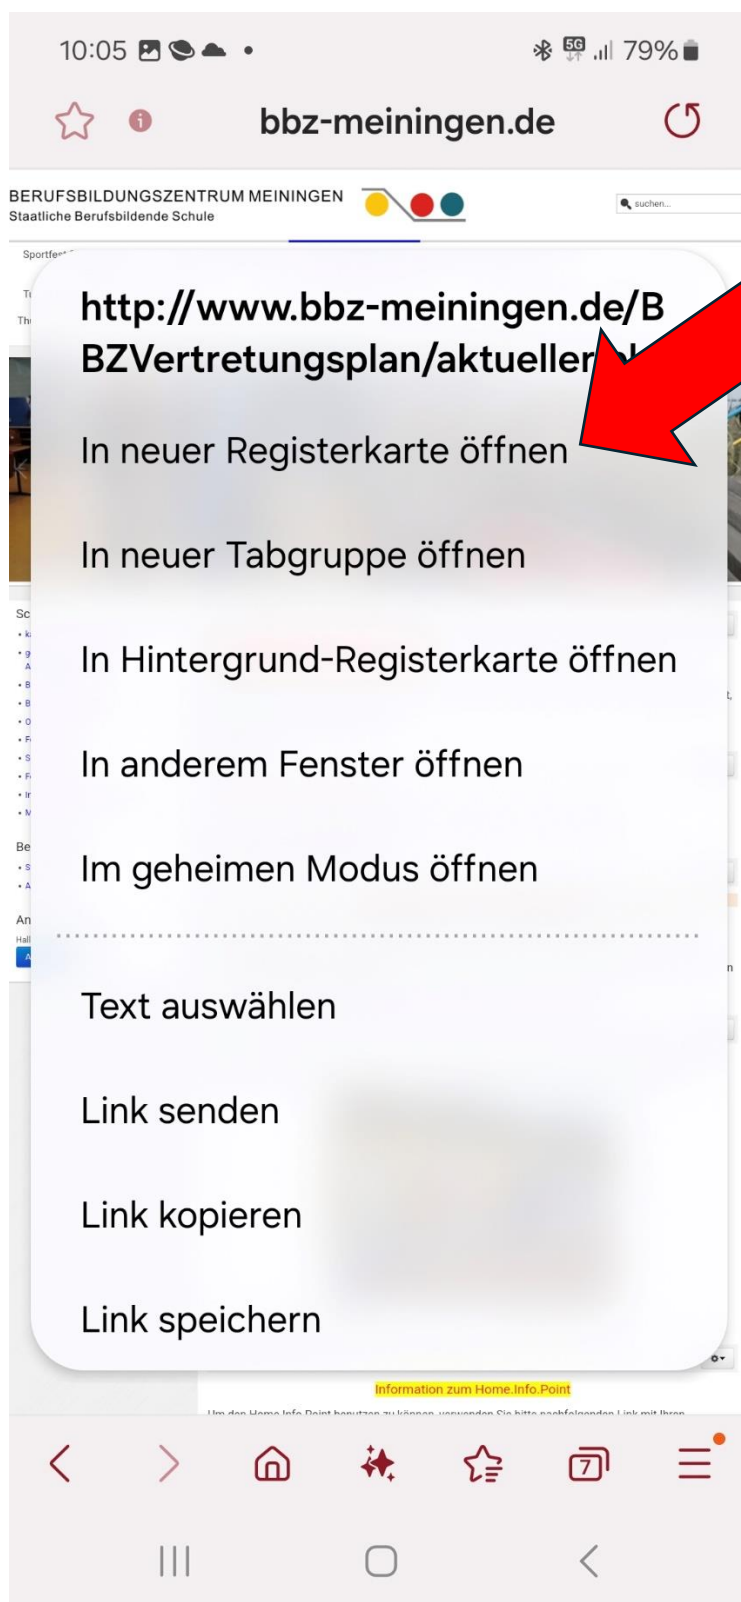 10:05
5G
79%
bbz-meiningen.de
BERUFSBILDUNGSZENTRUM MEININGEN
Staatliche Berufsbildende Schule
suchen...
http://www.bbz-meiningen.de/B
BZVertretungsplan/aktueller
In neuer Registerkarte öffnen
In neuer Tabgruppe öffnen
In Hintergrund-Registerkarte öffnen
In anderem Fenster öffnen
Im geheimen Modus öffnen
Text auswählen
Link senden
Link kopieren
Link speichern
Information zum Home.Info.Point
7